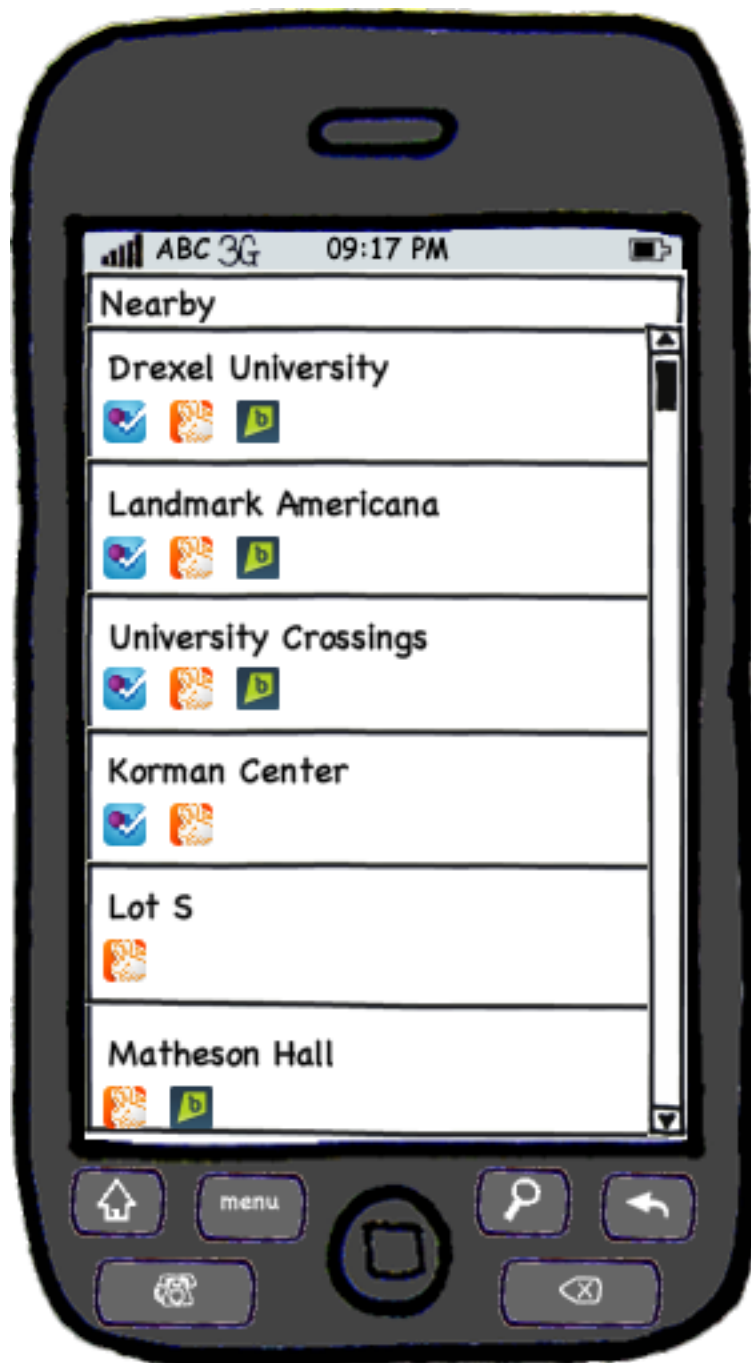 ABC 3G 09:17 PM
Nearby
Drexel University
b
Landmark Americana
b
University Crossings
b
Korman Center
Lot S
Matheson Hall
b
menu